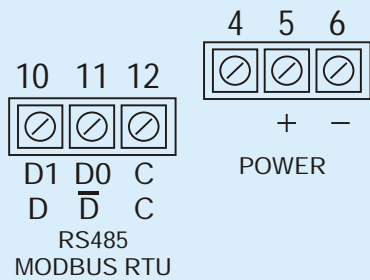 4 5 6
+ −
POWER
10 11 12
D1 D0 C
D D̅ C
RS485
MODBUS RTU